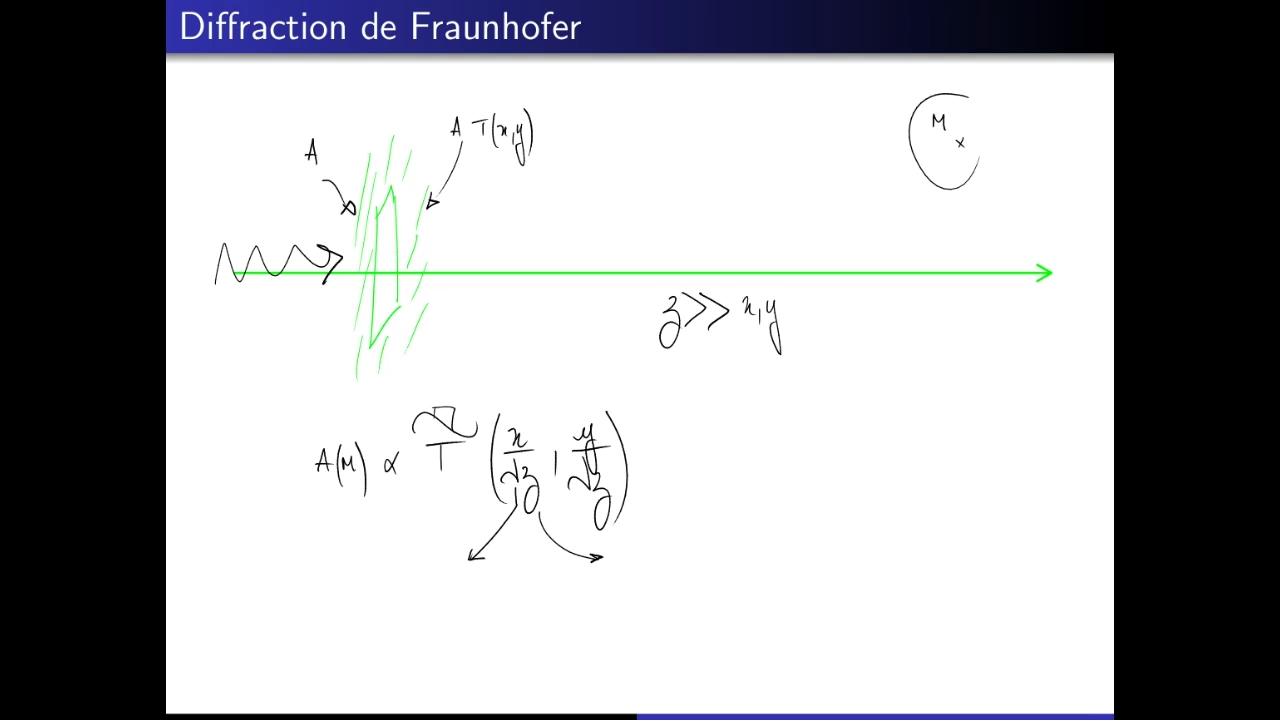 Diffraction de Fraunhofer
A
A T(x,y)
M
z >> x,y
A(M) ∝ T̂ (x/λz , y/λz)